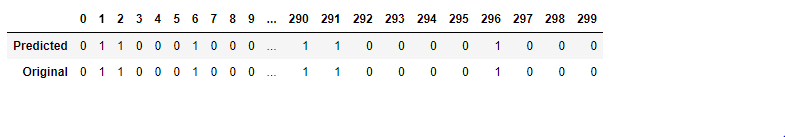 0 1 2 3 4 5 6 7 8 9 ... 290 291 292 293 294 295 296 297 298 299
Predicted 0 1 1 0 0 0 1 0 0 0 ... 1 1 0 0 0 0 1 0 0 0
Original 0 1 1 0 0 0 1 0 0 0 ... 1 1 0 0 0 0 1 0 0 0